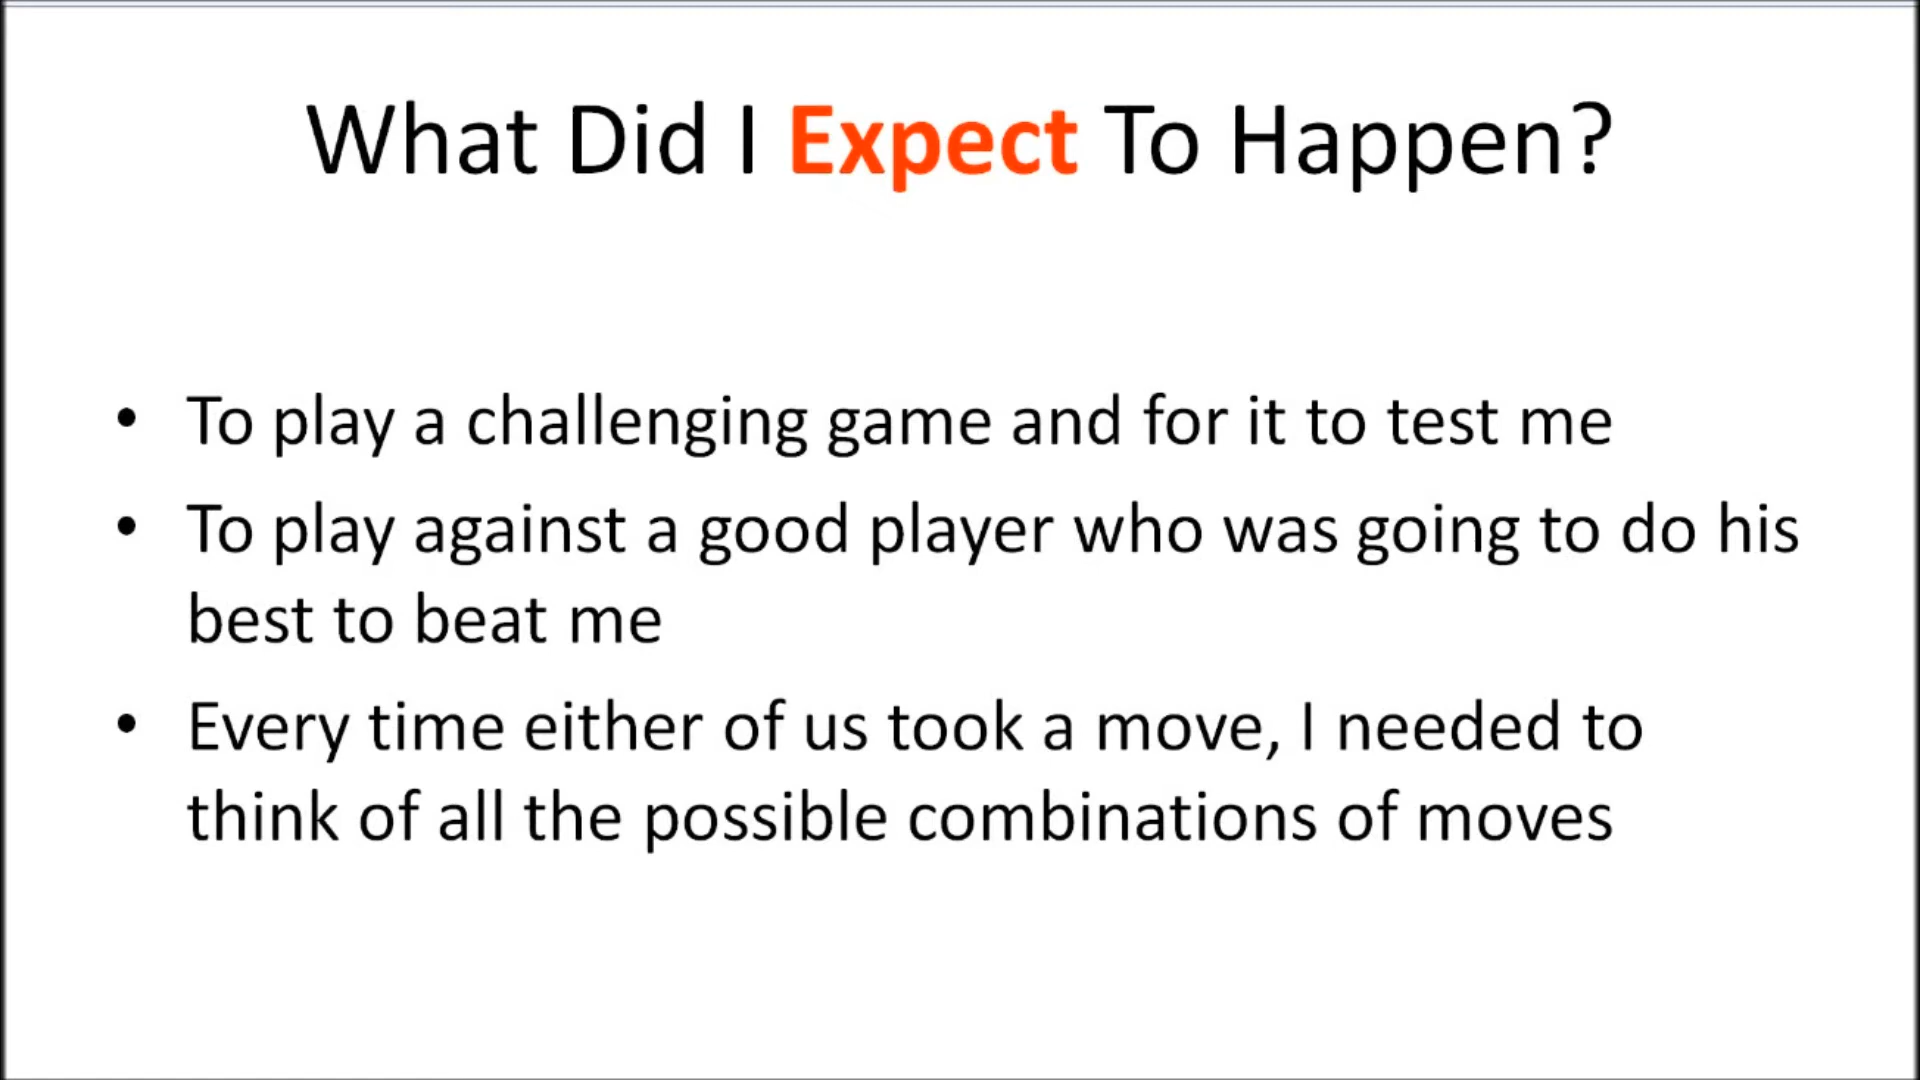 What Did I Expect To Happen?
• To play a challenging game and for it to test me
• To play against a good player who was going to do his
best to beat me
• Every time either of us took a move, I needed to
think of all the possible combinations of moves